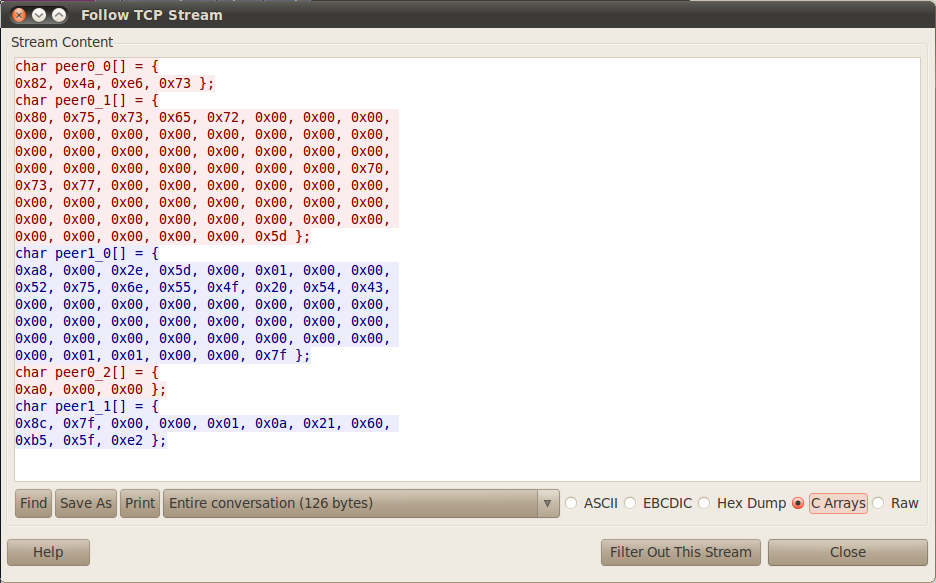 Follow TCP Stream
Stream Content
char peer0_0[] = {
0x82, 0x4a, 0xe6, 0x73 };
char peer0_1[] = {
0x80, 0x75, 0x73, 0x65, 0x72, 0x00, 0x00, 0x00,
0x00, 0x00, 0x00, 0x00, 0x00, 0x00, 0x00, 0x00,
0x00, 0x00, 0x00, 0x00, 0x00, 0x00, 0x00, 0x00,
0x00, 0x00, 0x00, 0x00, 0x00, 0x00, 0x00, 0x70,
0x73, 0x77, 0x00, 0x00, 0x00, 0x00, 0x00, 0x00,
0x00, 0x00, 0x00, 0x00, 0x00, 0x00, 0x00, 0x00,
0x00, 0x00, 0x00, 0x00, 0x00, 0x00, 0x00, 0x00,
0x00, 0x00, 0x00, 0x00, 0x00, 0x5d };
char peer1_0[] = {
0xa8, 0x00, 0x2e, 0x5d, 0x00, 0x01, 0x00, 0x00,
0x52, 0x75, 0x6e, 0x55, 0x4f, 0x20, 0x54, 0x43,
0x00, 0x00, 0x00, 0x00, 0x00, 0x00, 0x00, 0x00,
0x00, 0x00, 0x00, 0x00, 0x00, 0x00, 0x00, 0x00,
0x00, 0x00, 0x00, 0x00, 0x00, 0x00, 0x00, 0x00,
0x00, 0x01, 0x01, 0x00, 0x00, 0x7f };
char peer0_2[] = {
0xa0, 0x00, 0x00 };
char peer1_1[] = {
0x8c, 0x7f, 0x00, 0x00, 0x01, 0x0a, 0x21, 0x60,
0xb5, 0x5f, 0xe2 };
Find Save As Print Entire conversation (126 bytes) ASCII EBCDIC Hex Dump C Arrays Raw
Help Filter Out This Stream Close